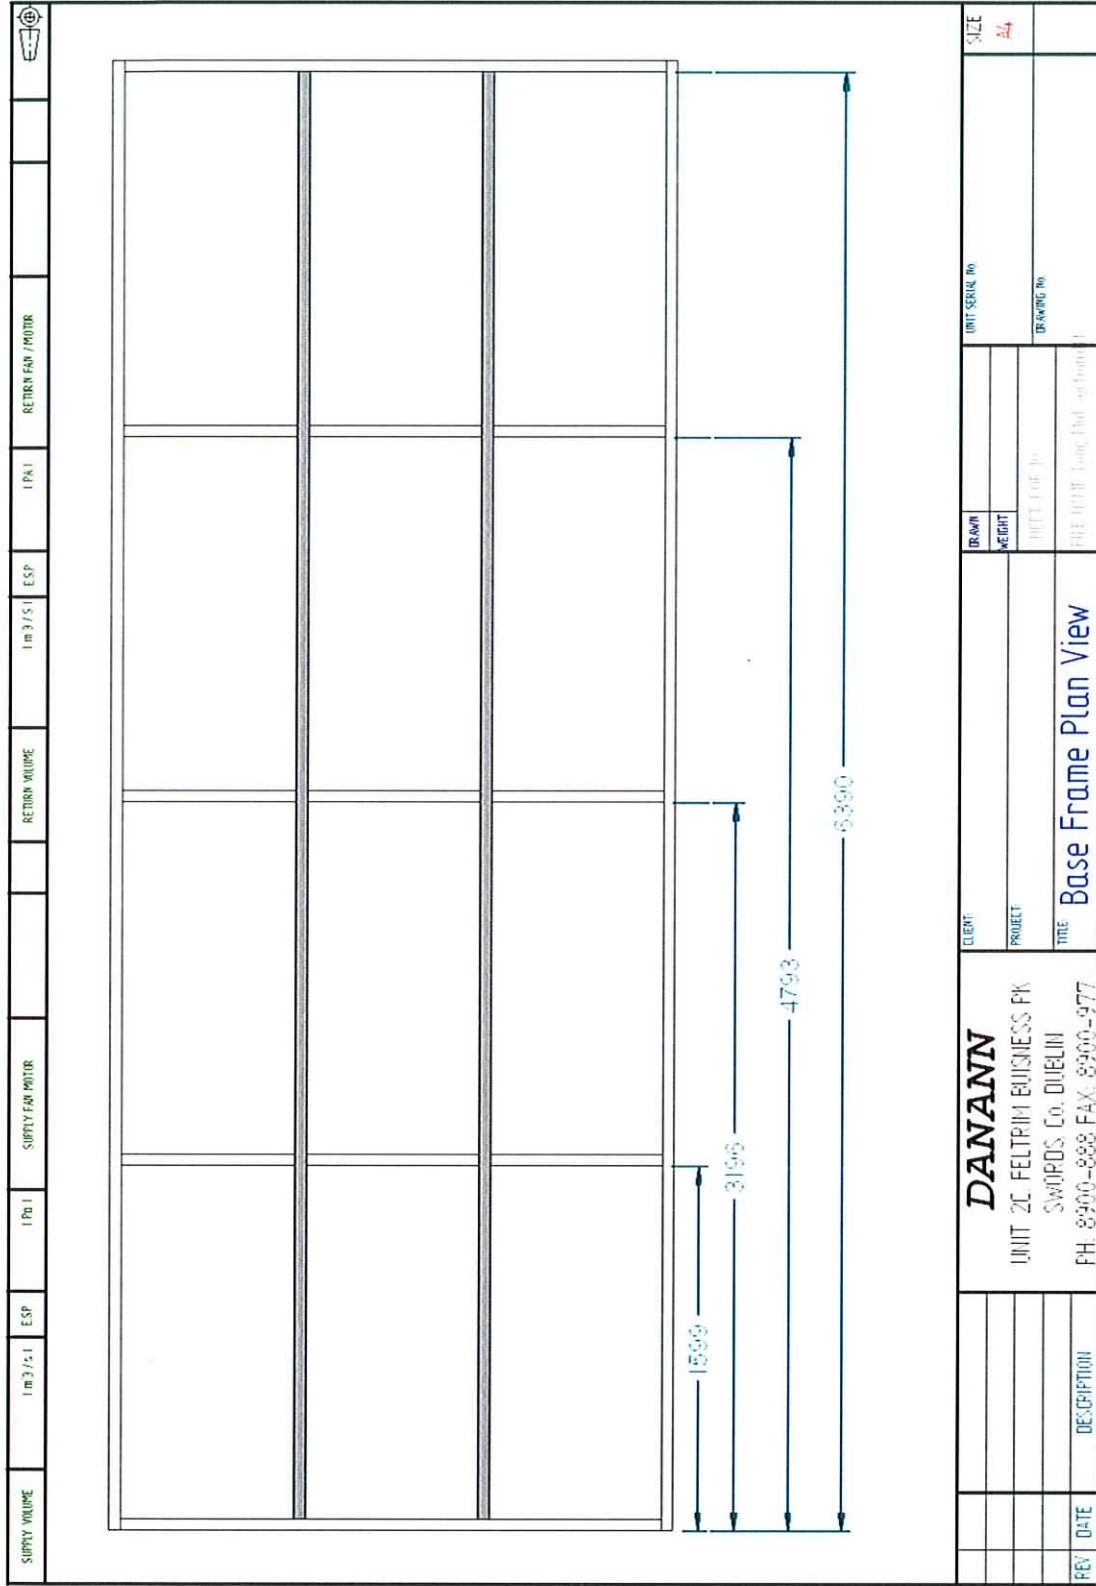 SUPPLY VOLUME
[m3/s] ESP [Pa]
SUPPLY FAN MOTOR
RETURN VOLUME
[m3/S] ESP [PA]
RETURN FAN / MOTOR
1599
3196
4793
6390
REV DATE DESCRIPTION
DANANN
UNIT 2C, FELTRIM BUISNESS PK
SWORDS, Co. DUBLIN
PH: 8900-888 FAX: 8900-977
CLIENT:
PROJECT:
TITLE: Base Frame Plan View
DRAWN
WEIGHT
UNIT SERIAL No.
DRAWING No.
SIZE
A4